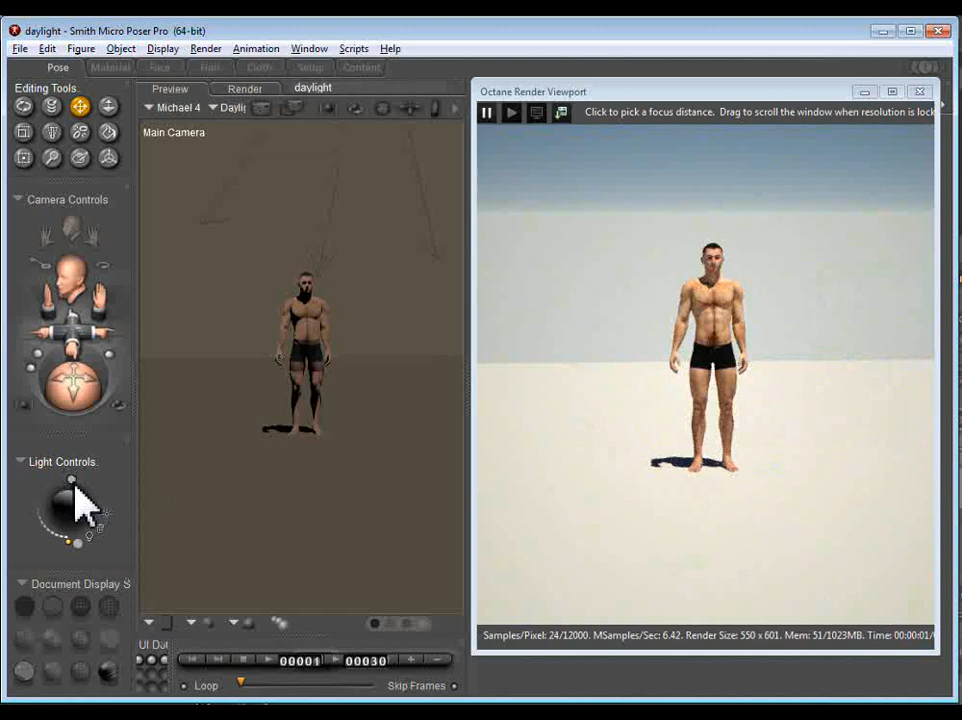 daylight - Smith Micro Poser Pro (64-bit)
File Edit Figure Object Display Render Animation Window Scripts Help
Pose Material Face Hair Cloth Setup Content
Editing Tools
Preview Render daylight
Octane Render Viewport
Michael 4 Daylig
Click to pick a focus distance. Drag to scroll the window when resolution is lock
Main Camera
Camera Controls
Light Controls
Document Display S
Samples/Pixel: 24/12000. MSamples/Sec: 6.42. Render Size: 550 x 601. Mem: 51/1023MB. Time: 00:00:01/
UI Dot
00001 00030
Loop Skip Frames